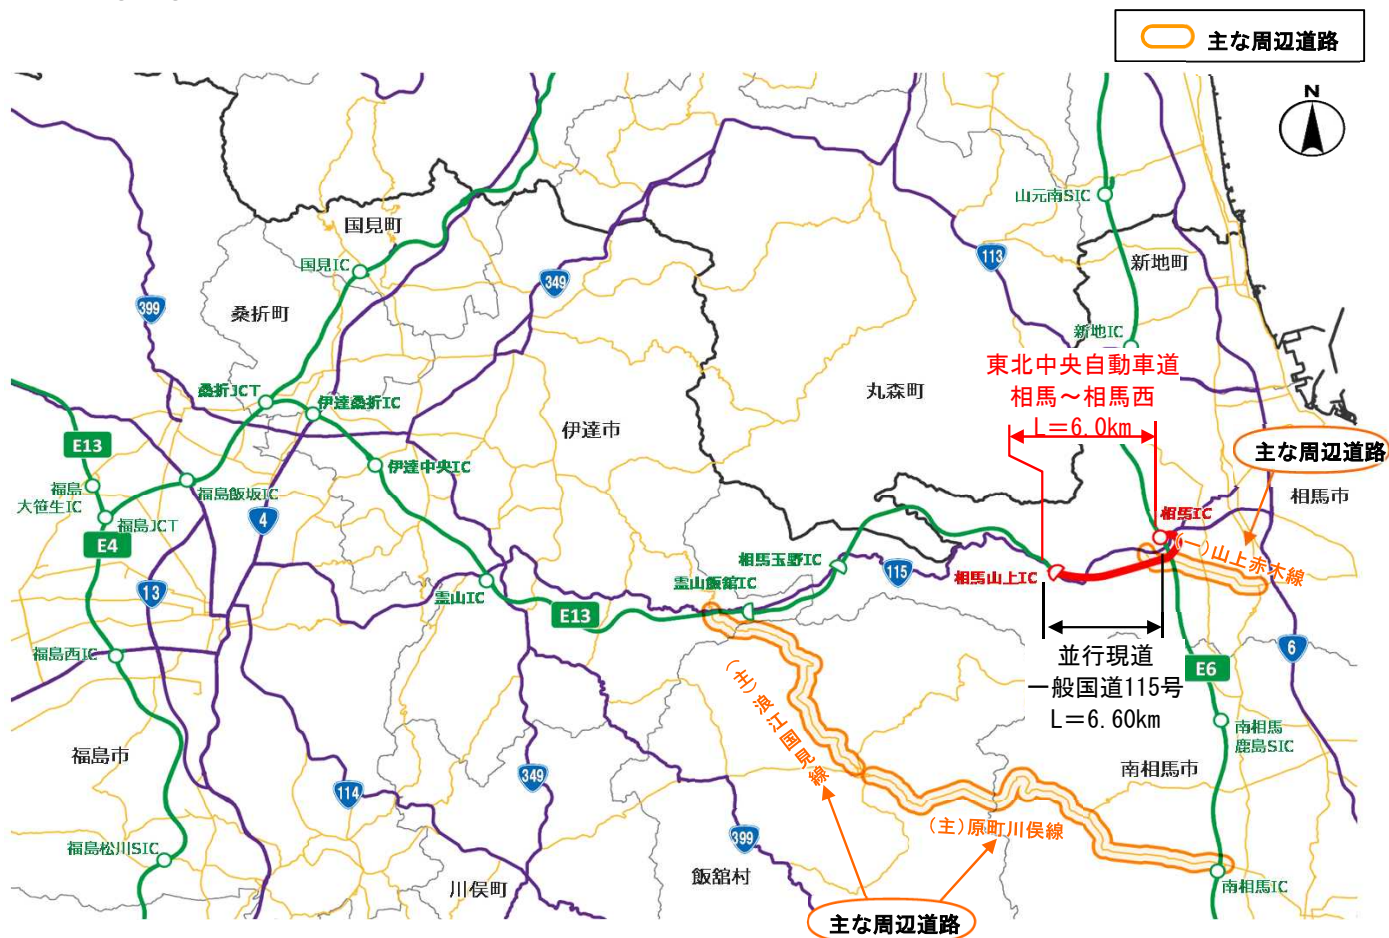 主な周辺道路
N
山元南SIC
国見町
113
新地町
国見IC
349
399
桑折町
新地IC
東北中央自動車道
相馬～相馬西
L＝6.0km
桑折JCT
伊達桑折IC
丸森町
伊達市
E13
主な周辺道路
伊達中央IC
福島
大笹生IC
福島飯坂IC
相馬市
4
福島JCT
相馬IC
E4
(一)山上赤木線
相馬玉野IC
115
相馬山上IC
霊山飯舘IC
13
霊山IC
E13
並行現道
一般国道115号
L＝6.60km
福島西IC
6
E6
(主)浪江国見線
南相馬
鹿島SIC
福島市
南相馬市
349
114
(主)原町川俣線
399
福島松川SIC
飯舘村
川俣町
南相馬IC
主な周辺道路